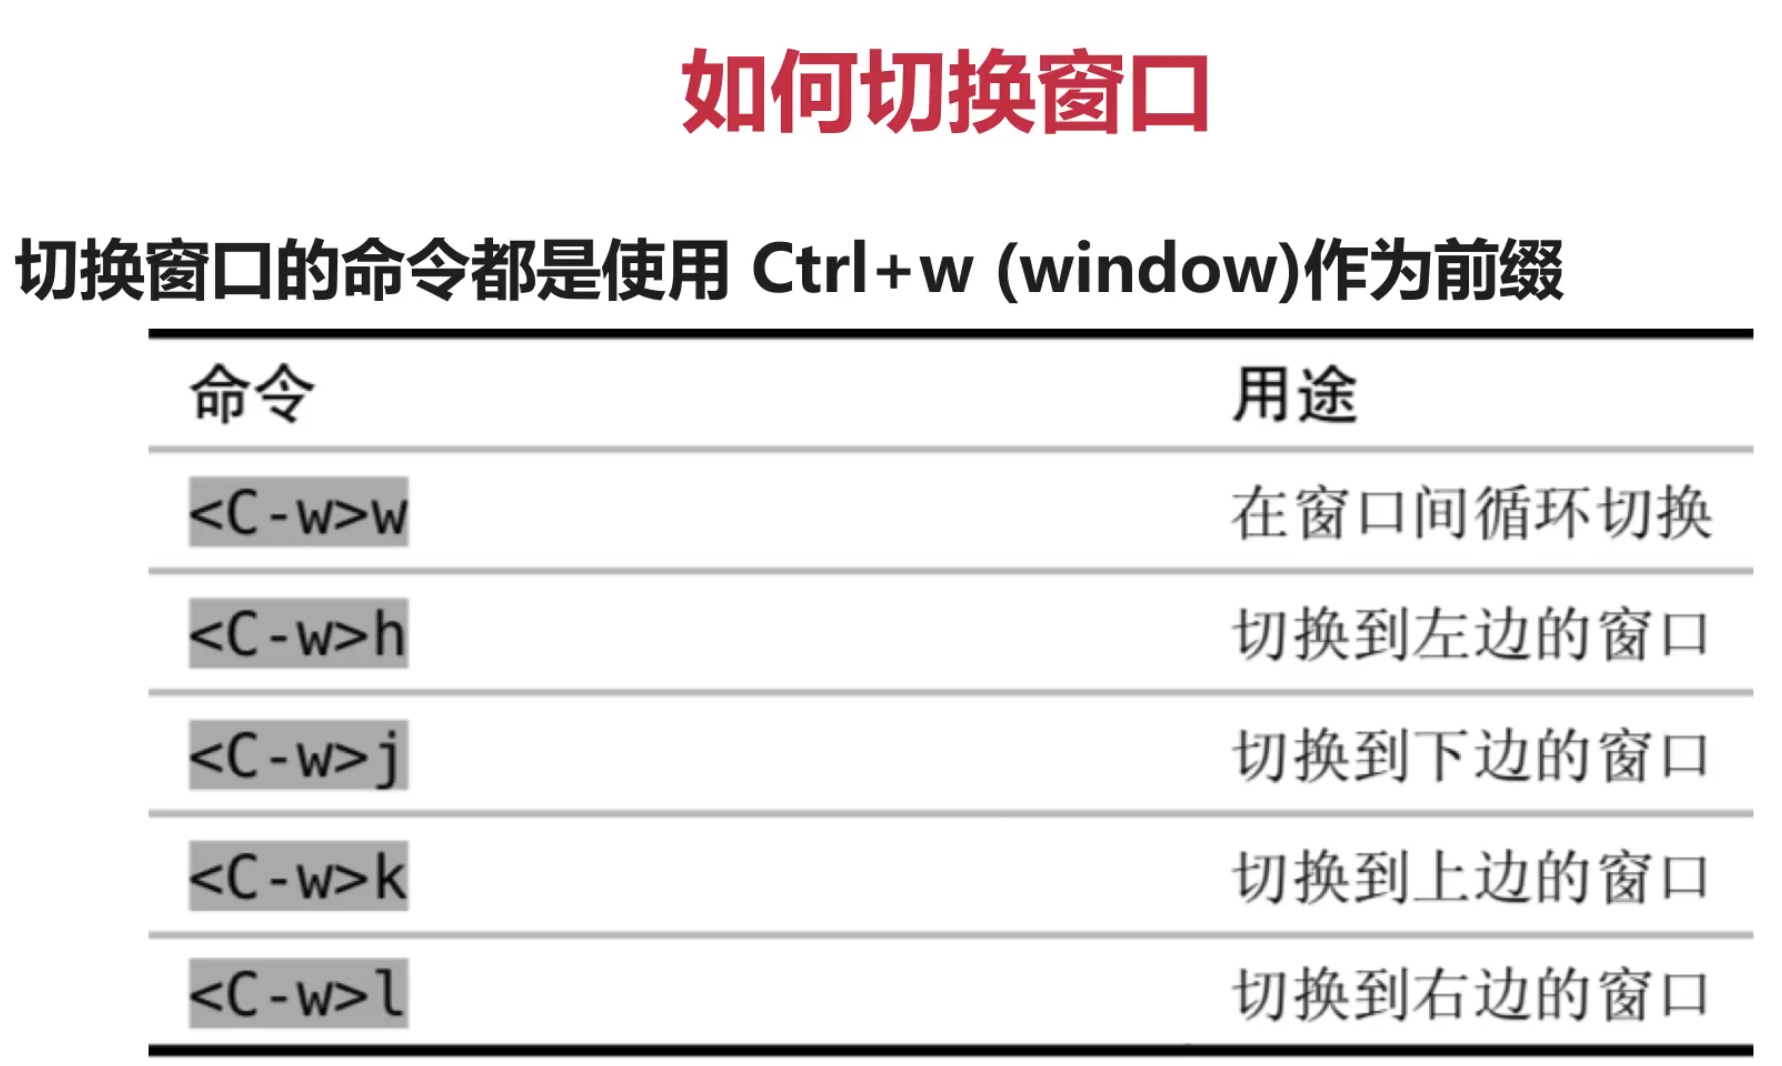 如何切换窗口
切换窗口的命令都是使用 Ctrl+w (window)作为前缀
命令 用途
<C-w>w 在窗口间循环切换
<C-w>h 切换到左边的窗口
<C-w>j 切换到下边的窗口
<C-w>k 切换到上边的窗口
<C-w>l 切换到右边的窗口